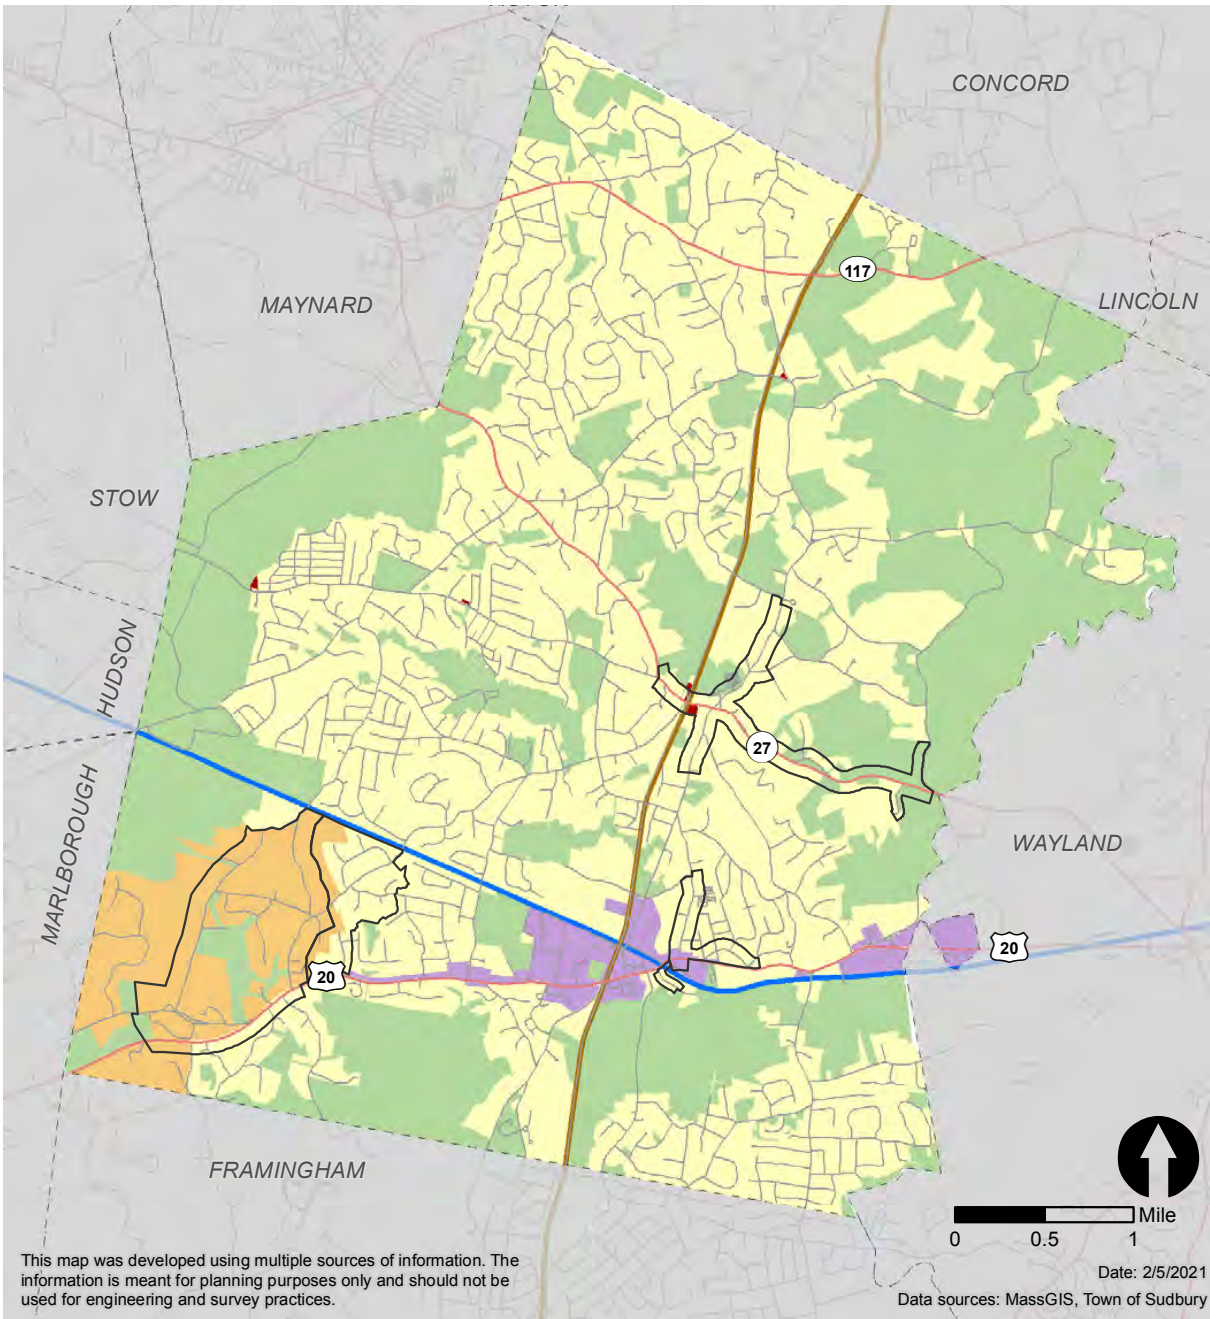 CONCORD
117
LINCOLN
MAYNARD
STOW
HUDSON
27
MARLBOROUGH
WAYLAND
20
20
FRAMINGHAM
Mile
0 0.5 1
This map was developed using multiple sources of information. The
information is meant for planning purposes only and should not be
used for engineering and survey practices.
Date: 2/5/2021
Data sources: MassGIS, Town of Sudbury